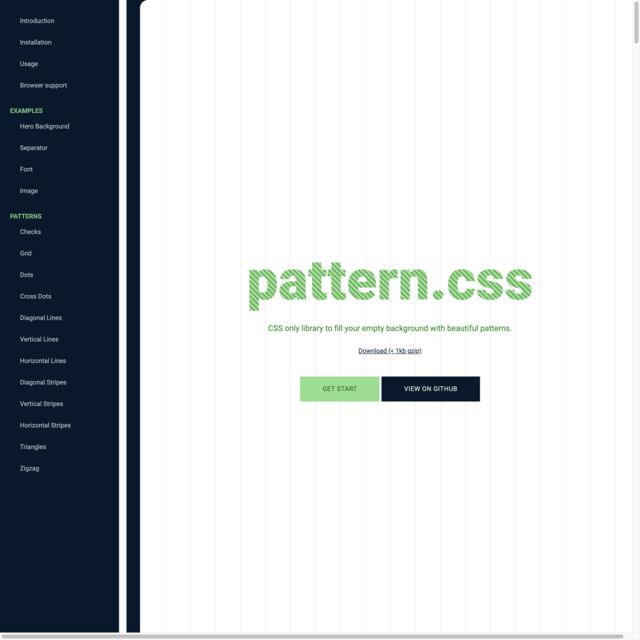 Introduction
Installation
Usage
Browser support
EXAMPLES
Hero Background
Separator
Font
Image
PATTERNS
Checks
Grid
Dots
Cross Dots
Diagonal Lines
Vertical Lines
Horizontal Lines
Diagonal Stripes
Vertical Stripes
Horizontal Stripes
Triangles
Zigzag
pattern.css
CSS only library to fill your empty background with beautiful patterns.
Download (< 1kb gzip)
GET START
VIEW ON GITHUB